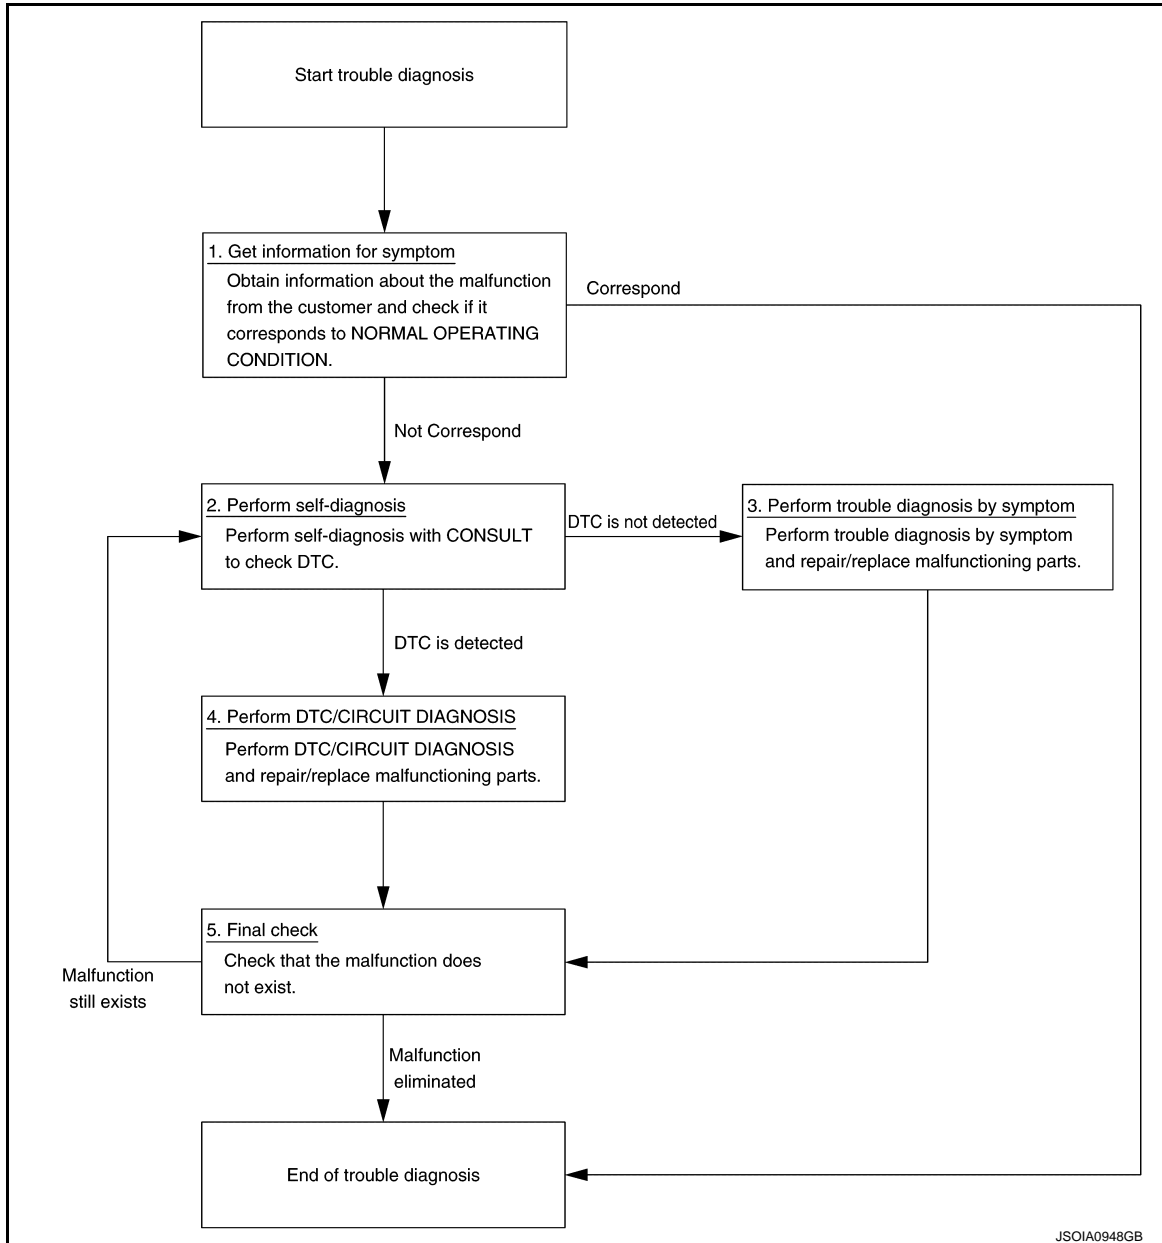 Start trouble diagnosis
1. Get information for symptom
Obtain information about the malfunction
from the customer and check if it
corresponds to NORMAL OPERATING
CONDITION.
Correspond
Not Correspond
2. Perform self-diagnosis
Perform self-diagnosis with CONSULT
to check DTC.
DTC is not detected
3. Perform trouble diagnosis by symptom
Perform trouble diagnosis by symptom
and repair/replace malfunctioning parts.
DTC is detected
4. Perform DTC/CIRCUIT DIAGNOSIS
Perform DTC/CIRCUIT DIAGNOSIS
and repair/replace malfunctioning parts.
5. Final check
Check that the malfunction does
not exist.
Malfunction
still exists
Malfunction
eliminated
End of trouble diagnosis
JSOIA0948GB